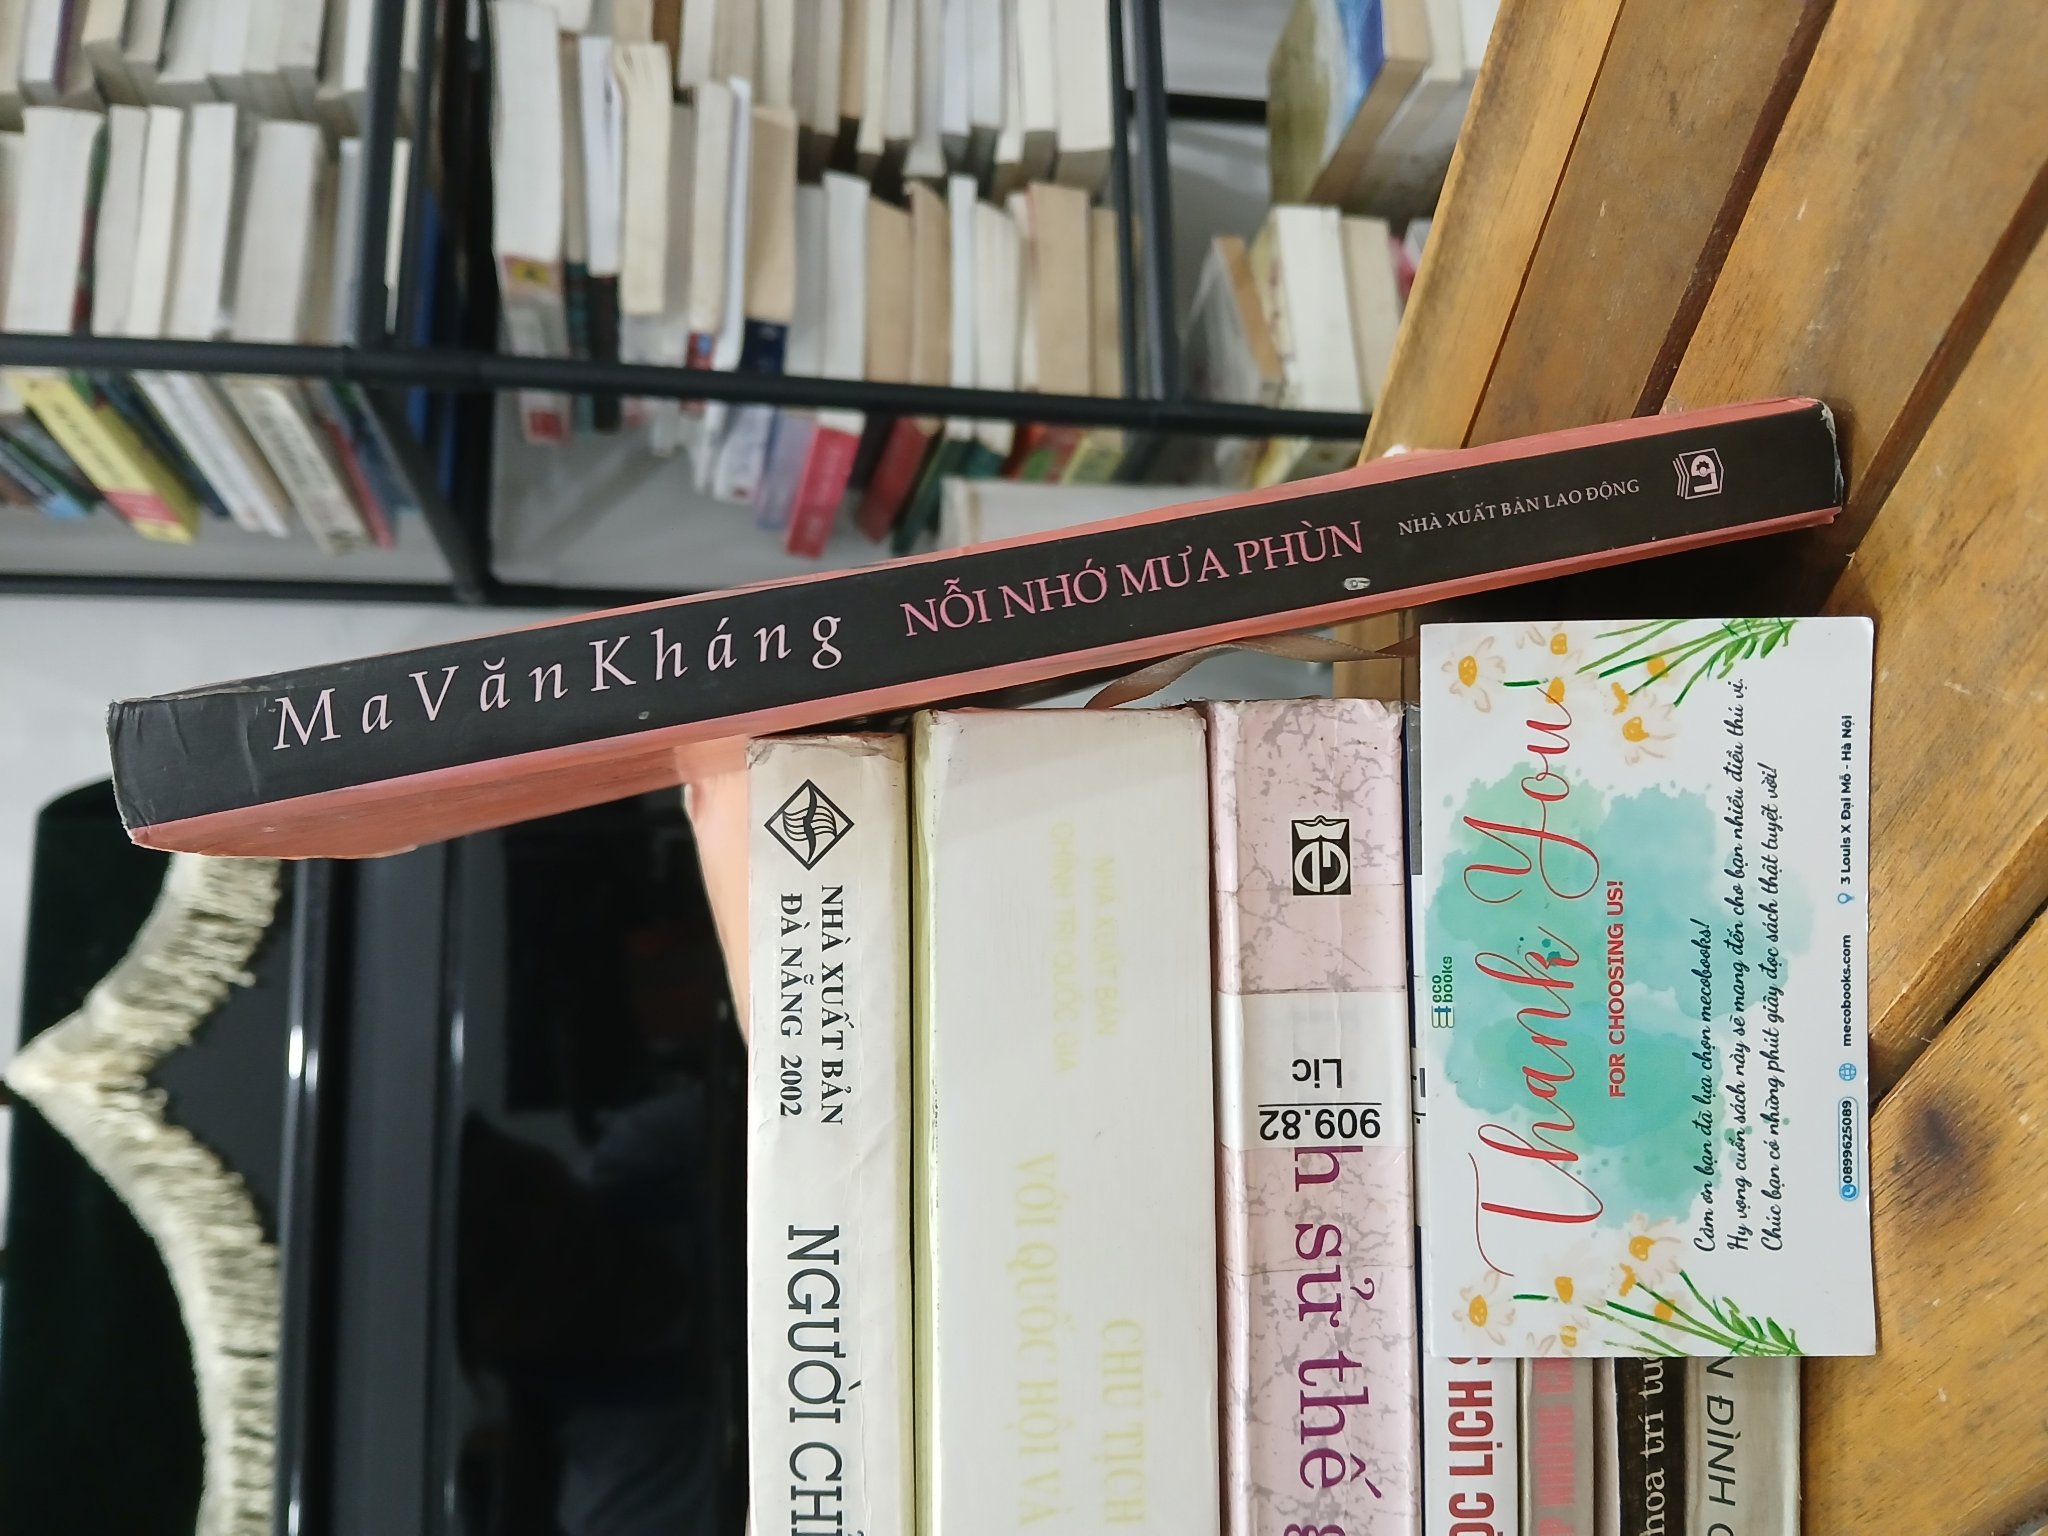 Ma Văn Kháng NỖI NHỚ MƯA PHÙN NHÀ XUẤT BẢN LAO ĐỘNG
NHÀ XUẤT BẢN
ĐÀ NẴNG 2002
NGƯỜI
NHÀ XUẤT BẢN
CHÍNH TRỊ QUỐC GIA
CHỦ TỊCH
VỚI QUỐC HỘI VÀ
909.82
Lic
sử thế
LỊCH
hoa trí
ĐÌNH
eco
books
Thank You
FOR CHOOSING US!
Cảm ơn bạn đã lựa chọn mecobooks!
Hy vọng cuốn sách này sẽ mang đến cho bạn nhiều điều thú vị.
Chúc bạn có những phút giây đọc sách thật tuyệt vời!
0899625089 mecobooks.com 3 Louis X Đại Mỗ - Hà Nội